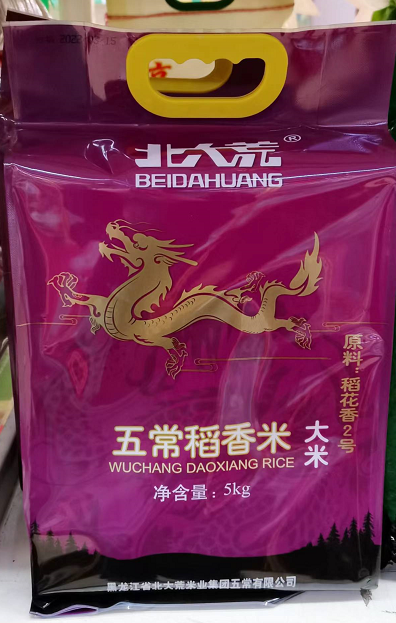 北大荒®
BEIDAHUANG
原料：稻花香2号
五常稻香米
大米
WUCHANG DAOXIANG RICE
净含量：5kg
黑龙江省北大荒米业集团五常有限公司